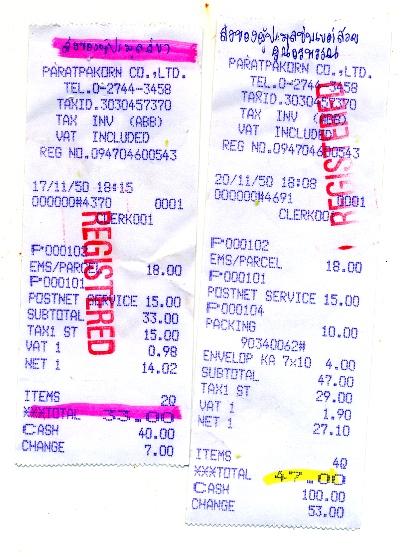 PARATPAKORN CO.,LTD.
TEL.0-2744-3458
TAXID.3030457370
TAX INV (ABB)
VAT INCLUDED
REG NO.094704600543
17/11/50 18:15
000000#4370 0001
CLERK001
REGISTERED
P*000102
EMS/PARCEL 18.00
P*000101
POSTNET SERVICE 15.00
SUBTOTAL 33.00
TAX1 ST 15.00
VAT 1 0.98
NET 1 14.02
ITEMS 2Q
XXXTOTAL 33.00
CASH 40.00
CHANGE 7.00
PARATPAKORN CO.,LTD.
TEL.0-2744-3458
TAXID.3030457370
TAX INV (ABB)
VAT INCLUDED
REG NO.094704600543
REGISTERED
20/11/50 18:08
000000#4691 0001
CLERK001
P*000102
EMS/PARCEL 18.00
P*000101
POSTNET SERVICE 15.00
P*000104
PACKING 10.00
90340062#
ENVELOP KA 7x10 4.00
SUBTOTAL 47.00
TAX1 ST 29.00
VAT 1 1.90
NET 1 27.10
ITEMS 4Q
XXXTOTAL 47.00
CASH 100.00
CHANGE 53.00